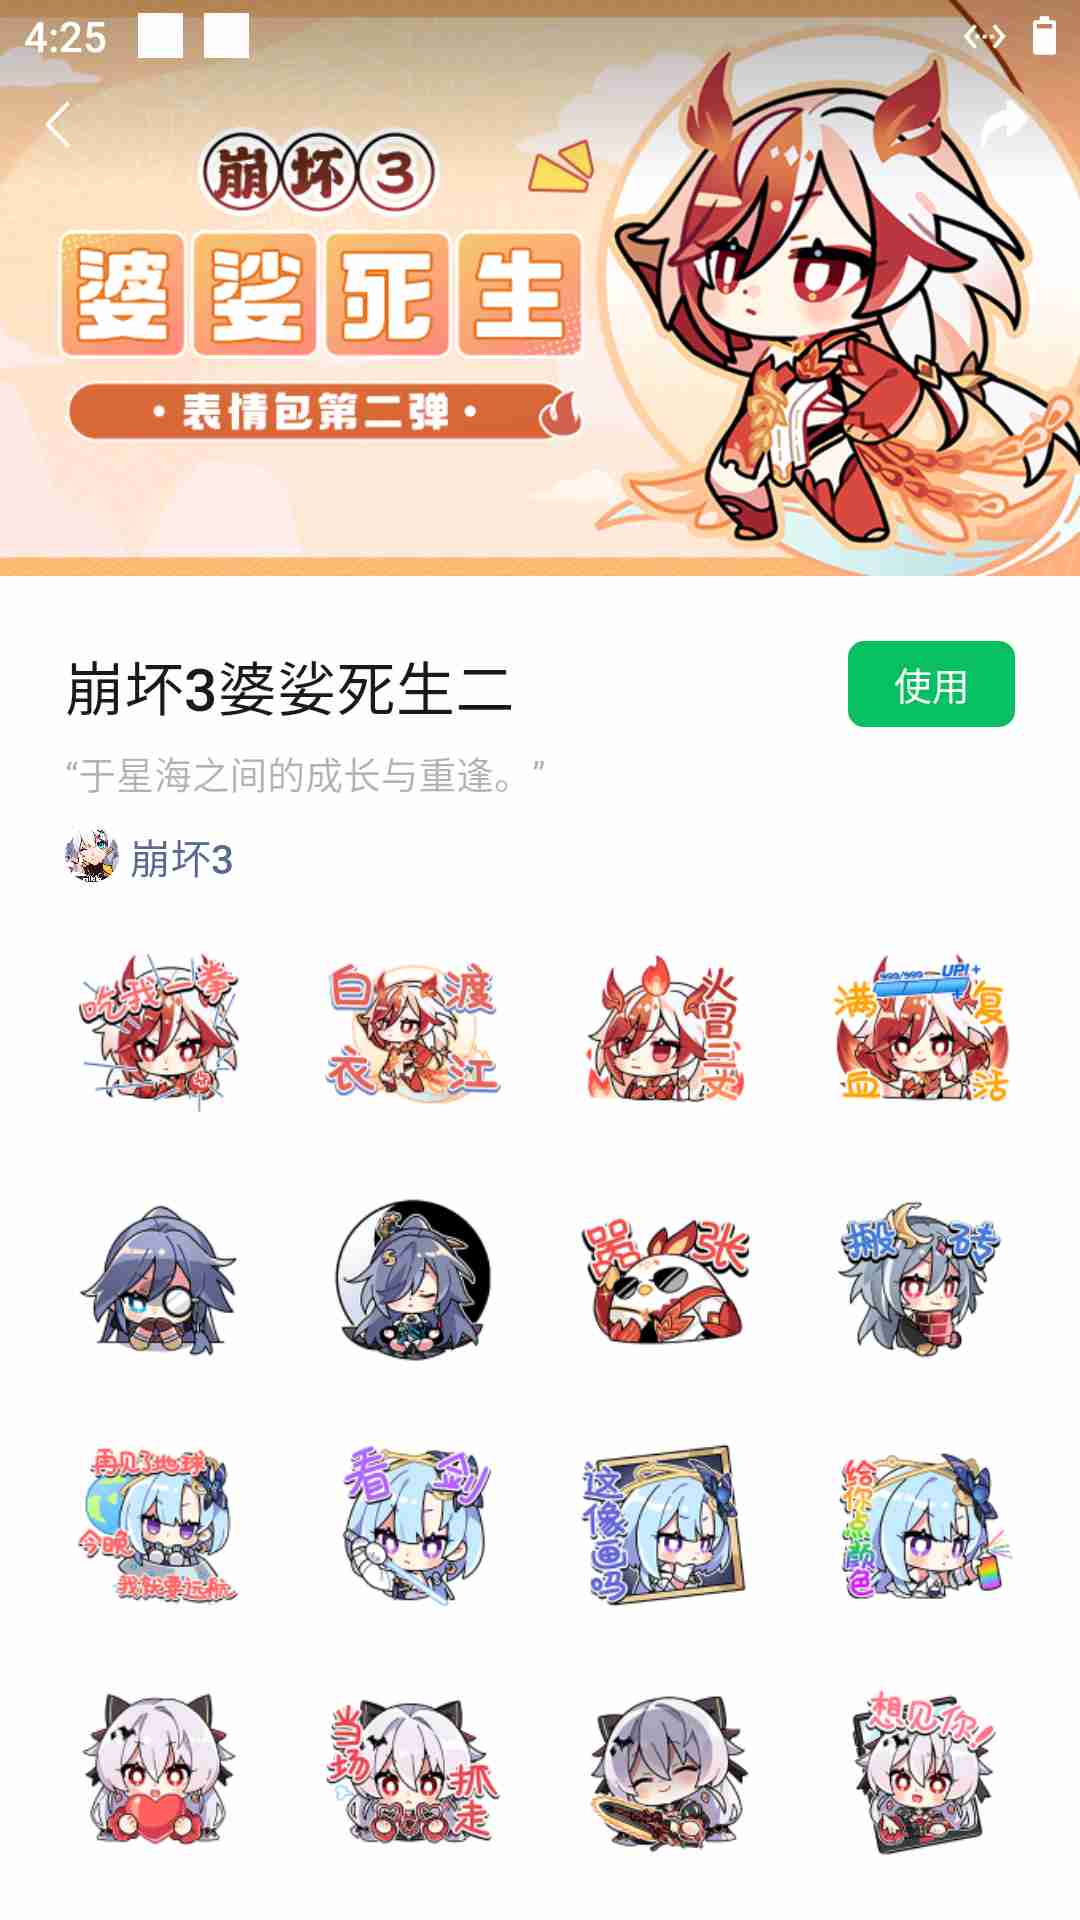 4:25
崩坏3
婆娑死生
·表情包第二弹·
崩坏3婆娑死生二
使用
“于星海之间的成长与重逢。”
崩坏3
吃我一拳
白衣渡江
火冒三丈
999/999 UP!+
满血复活
嚣张
搬砖
再见了地球
今晚
我就要远航
看剑
这像画吗
给你点颜色
当场抓走
想见你!